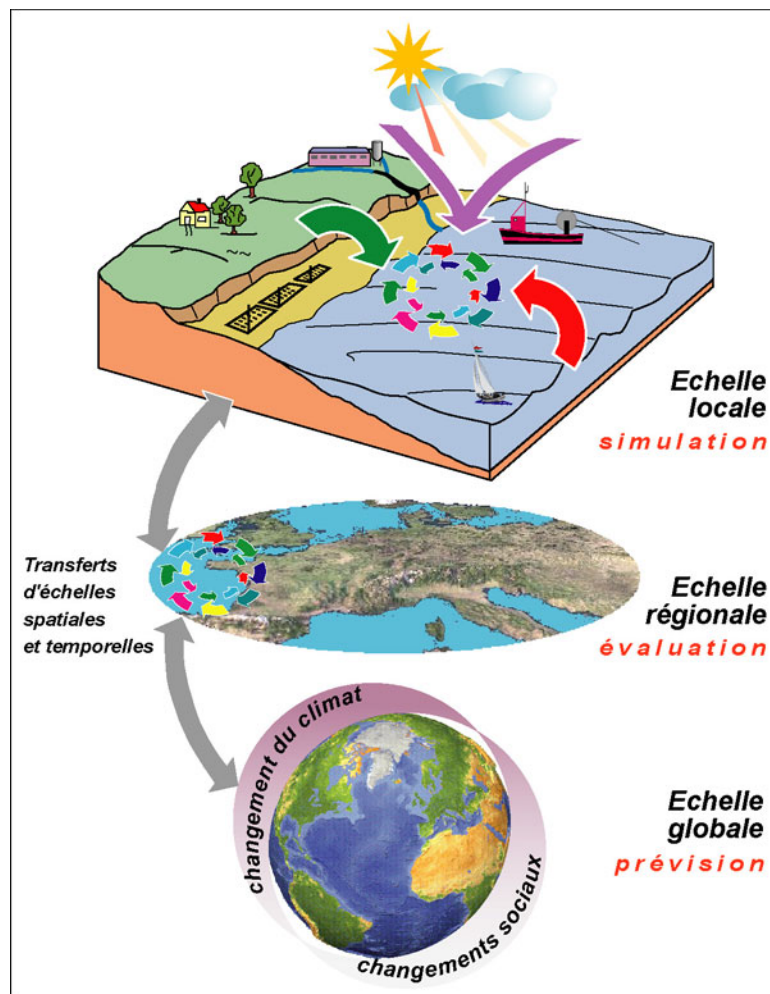 Echelle
locale
simulation
Transferts
d'échelles
spatiales
et temporelles
Echelle
régionale
évaluation
changement du climat
changements sociaux
Echelle
globale
prévision